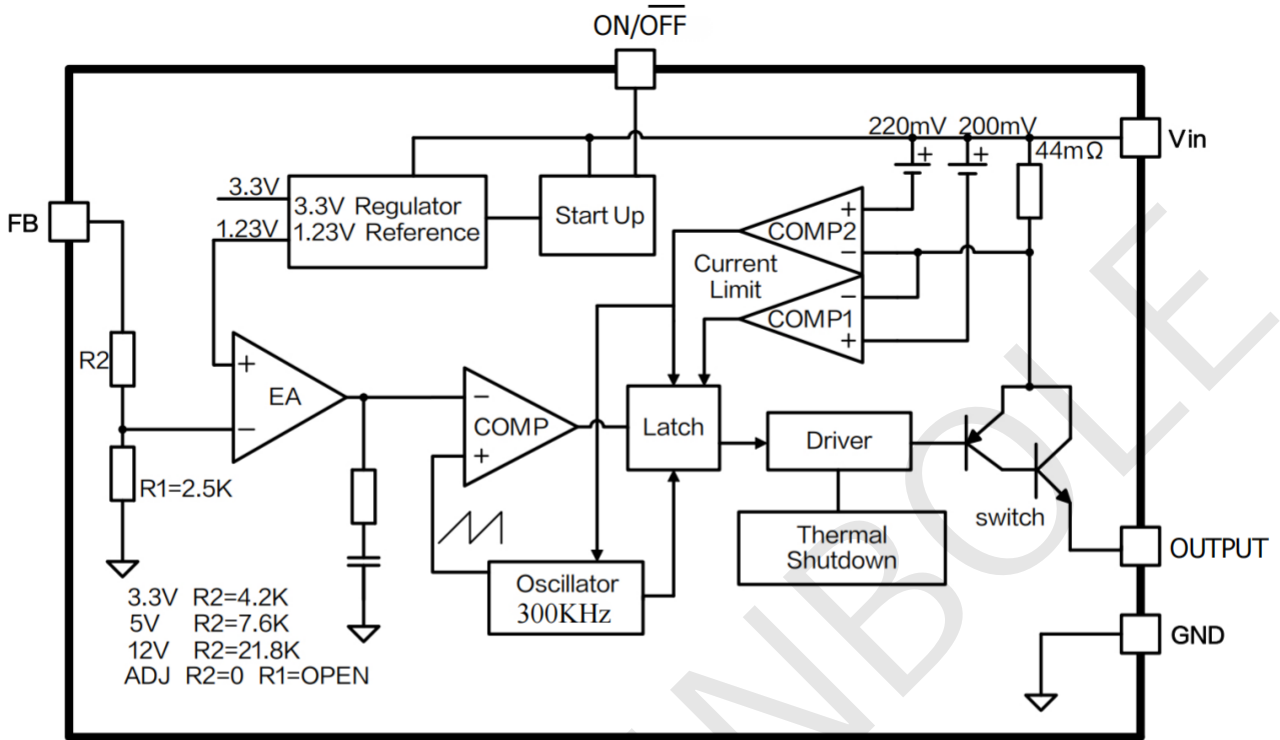 ON/OFF
220mV 200mV
44mΩ
Vin
3.3V
3.3V Regulator
1.23V Reference
1.23V
Start Up
FB
+
+
+
COMP2
−
Current
Limit
−
COMP1
+
R2
+
EA
−
−
COMP
+
Latch
Driver
R1=2.5K
switch
Thermal
Shutdown
OUTPUT
Oscillator
300KHz
3.3V R2=4.2K
5V R2=7.6K
12V R2=21.8K
ADJ R2=0 R1=OPEN
GND
NBOLE